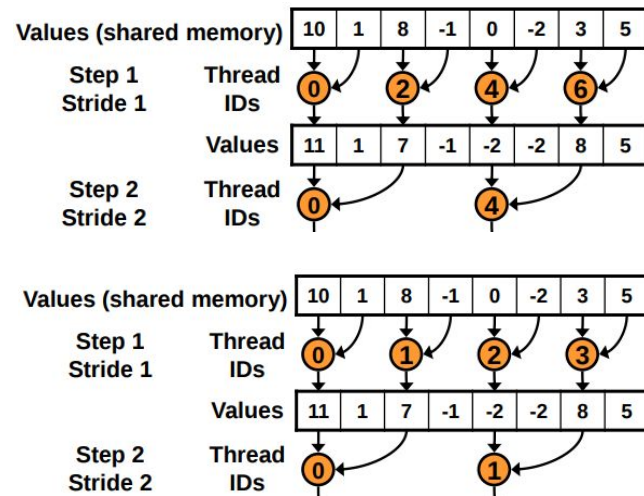 Values (shared memory) 10 1 8 -1 0 -2 3 5
Step 1 Thread 0 2 4 6
Stride 1 IDs
Values 11 1 7 -1 -2 -2 8 5
Step 2 Thread 0 4
Stride 2 IDs
Values (shared memory) 10 1 8 -1 0 -2 3 5
Step 1 Thread 0 1 2 3
Stride 1 IDs
Values 11 1 7 -1 -2 -2 8 5
Step 2 Thread 0 1
Stride 2 IDs